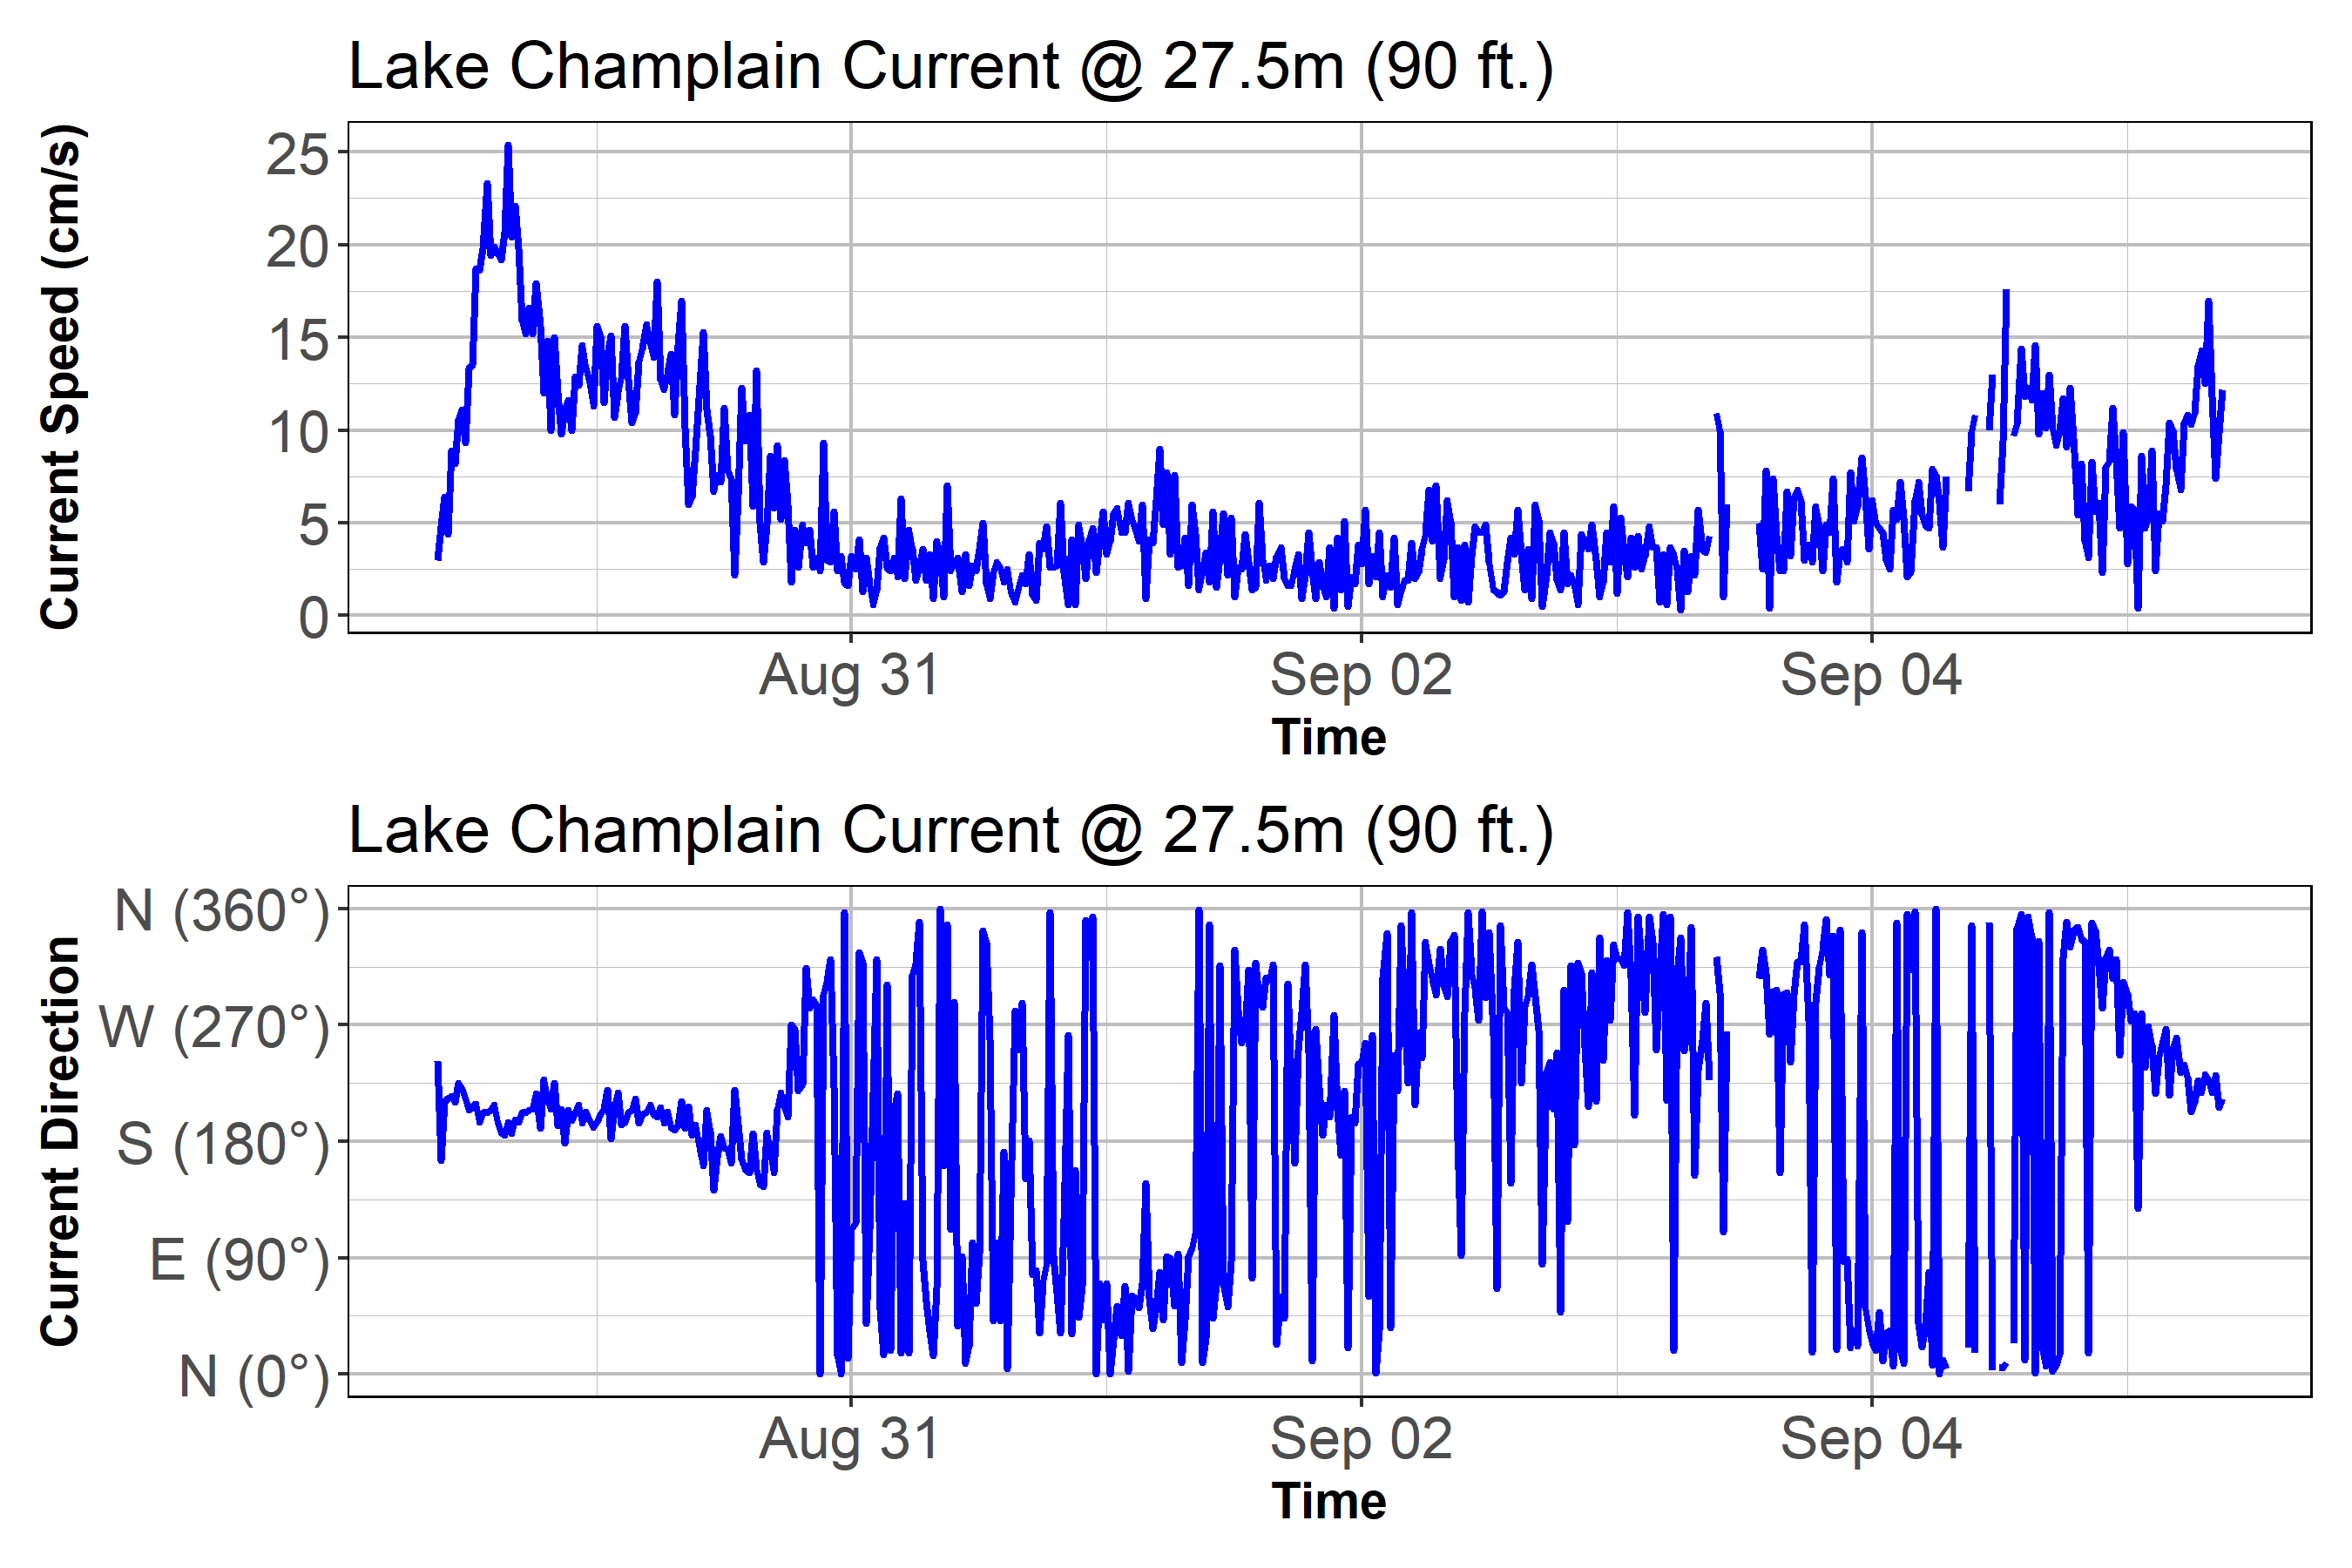 Lake Champlain Current @ 27.5m (90 ft.)
Current Speed (cm/s)
25
20
15
10
5
0
Aug 31 Sep 02 Sep 04
Time
Lake Champlain Current @ 27.5m (90 ft.)
Current Direction
N (360°)
W (270°)
S (180°)
E (90°)
N (0°)
Aug 31 Sep 02 Sep 04
Time